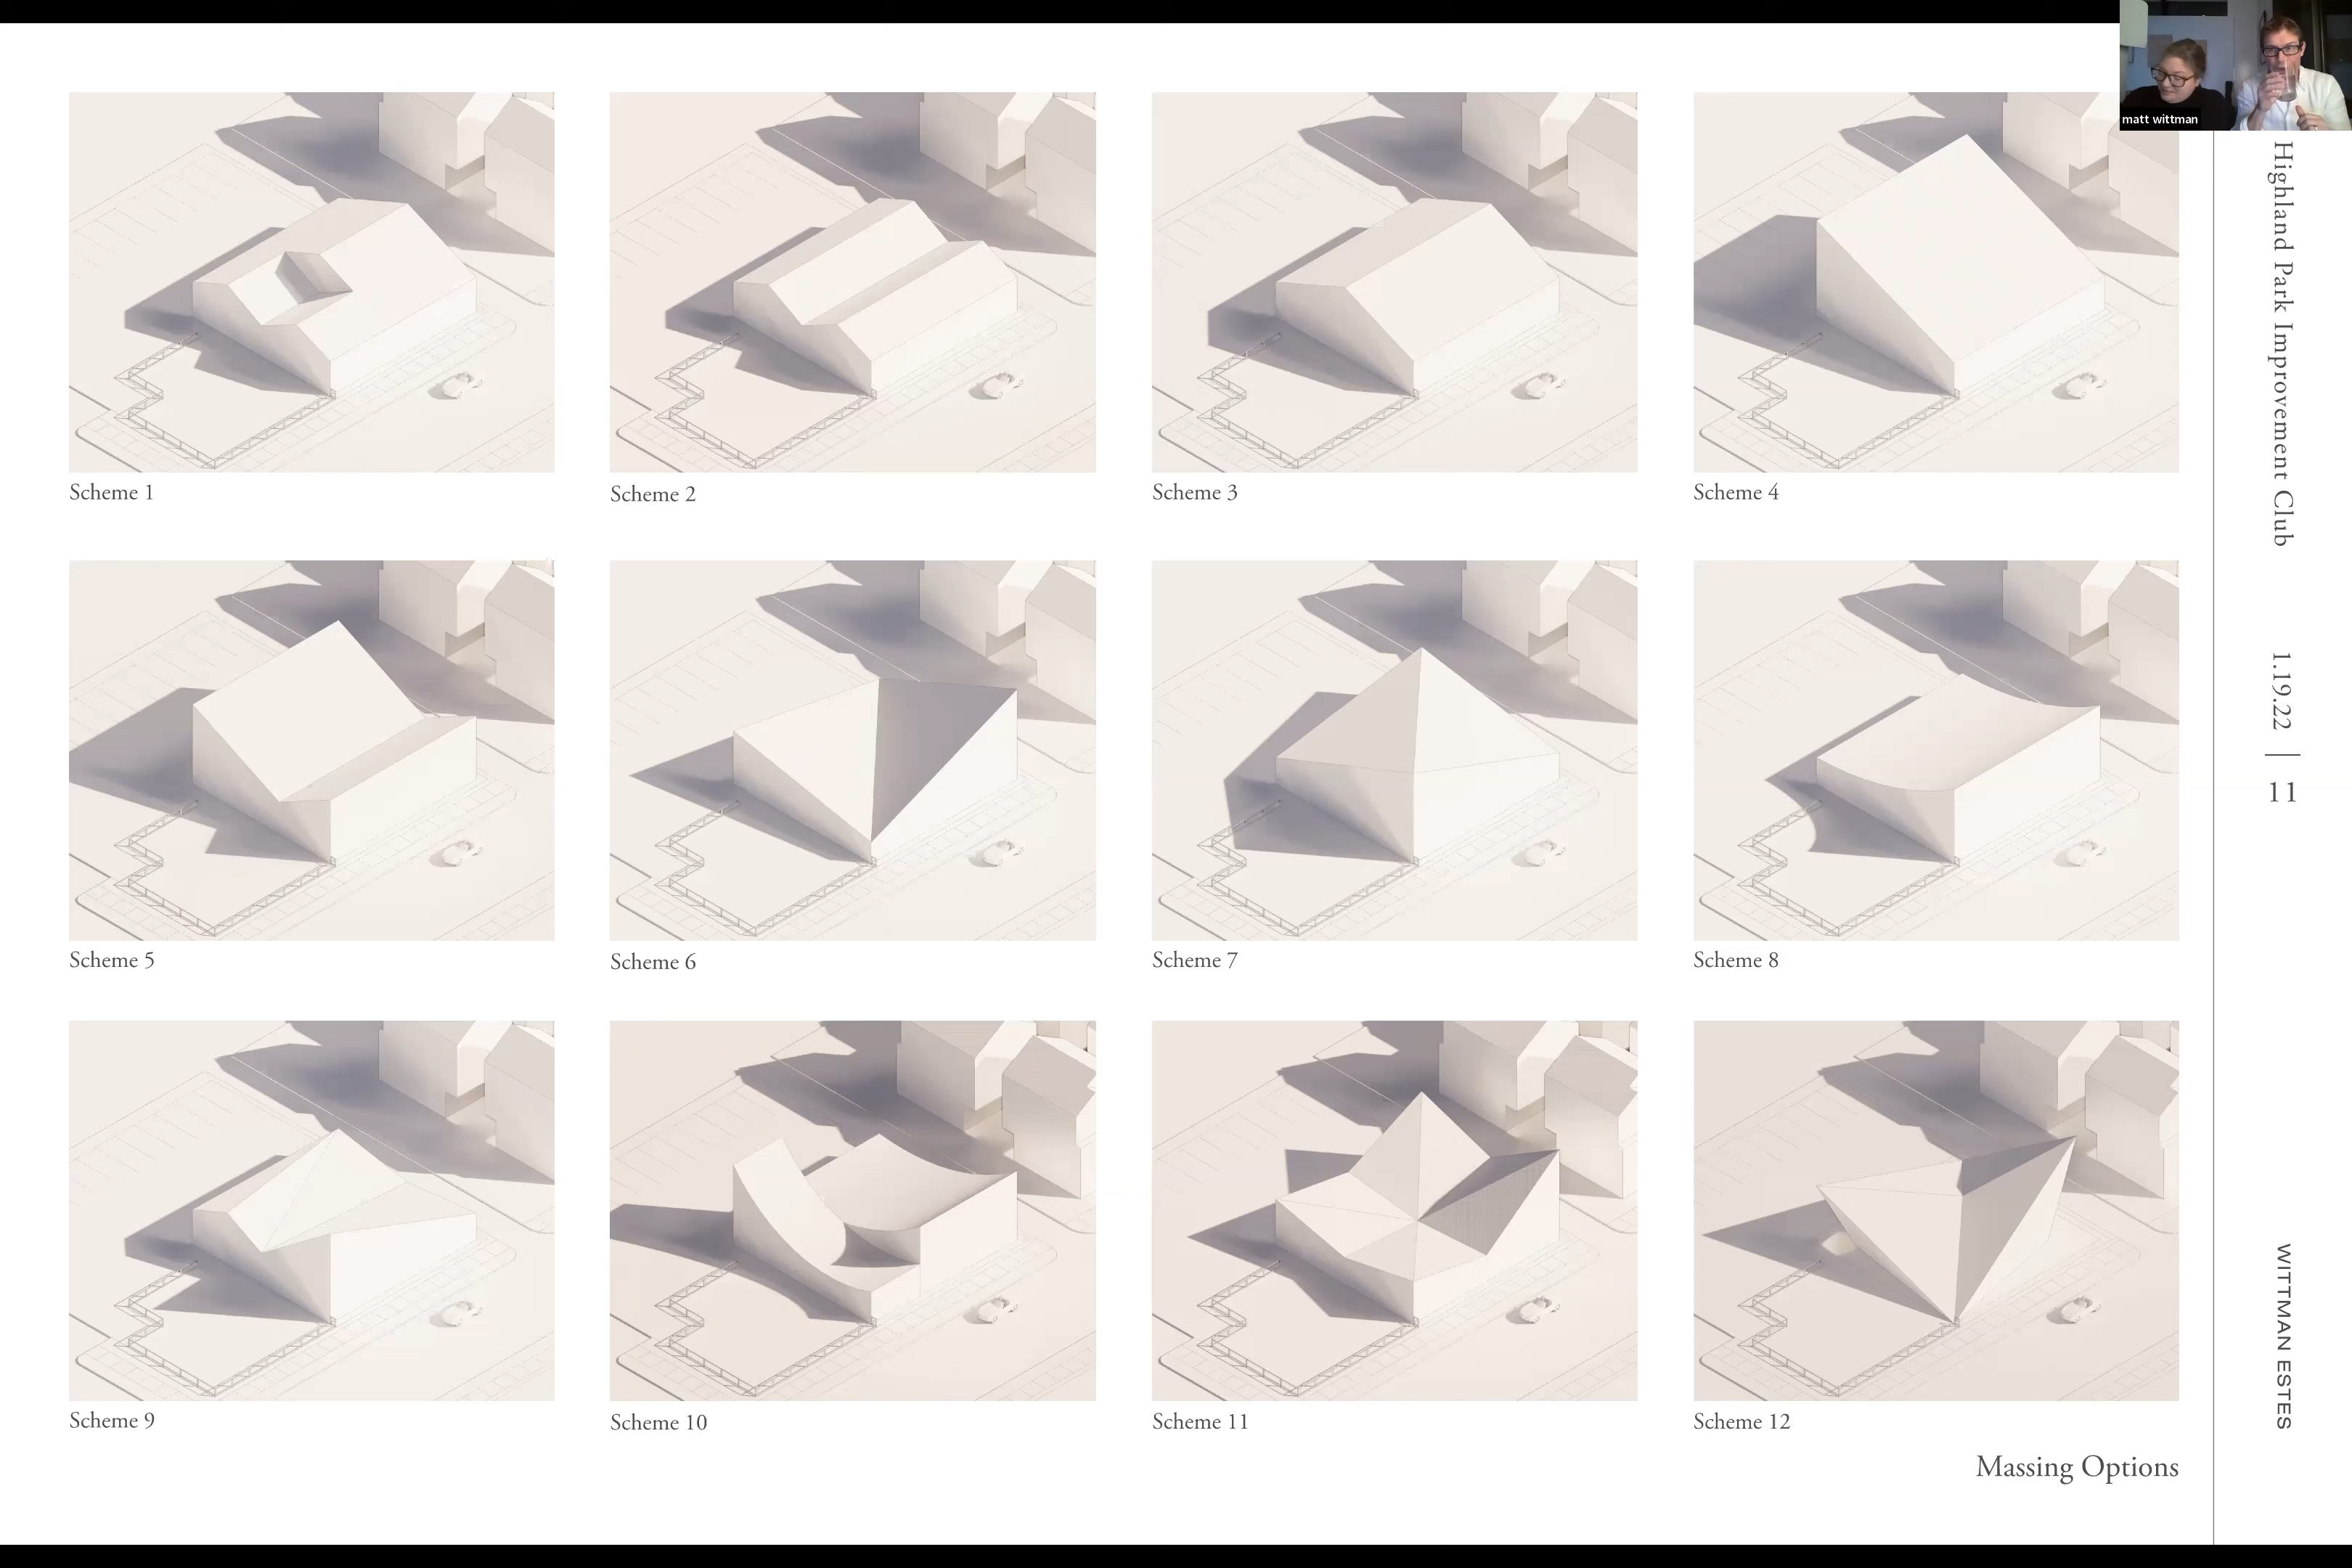 matt wittman
Scheme 1
Scheme 2
Scheme 3
Scheme 4
Scheme 5
Scheme 6
Scheme 7
Scheme 8
Scheme 9
Scheme 10
Scheme 11
Scheme 12
Massing Options
Highland Park Improvement Club
1.19.22 | 11
WITTMAN ESTES